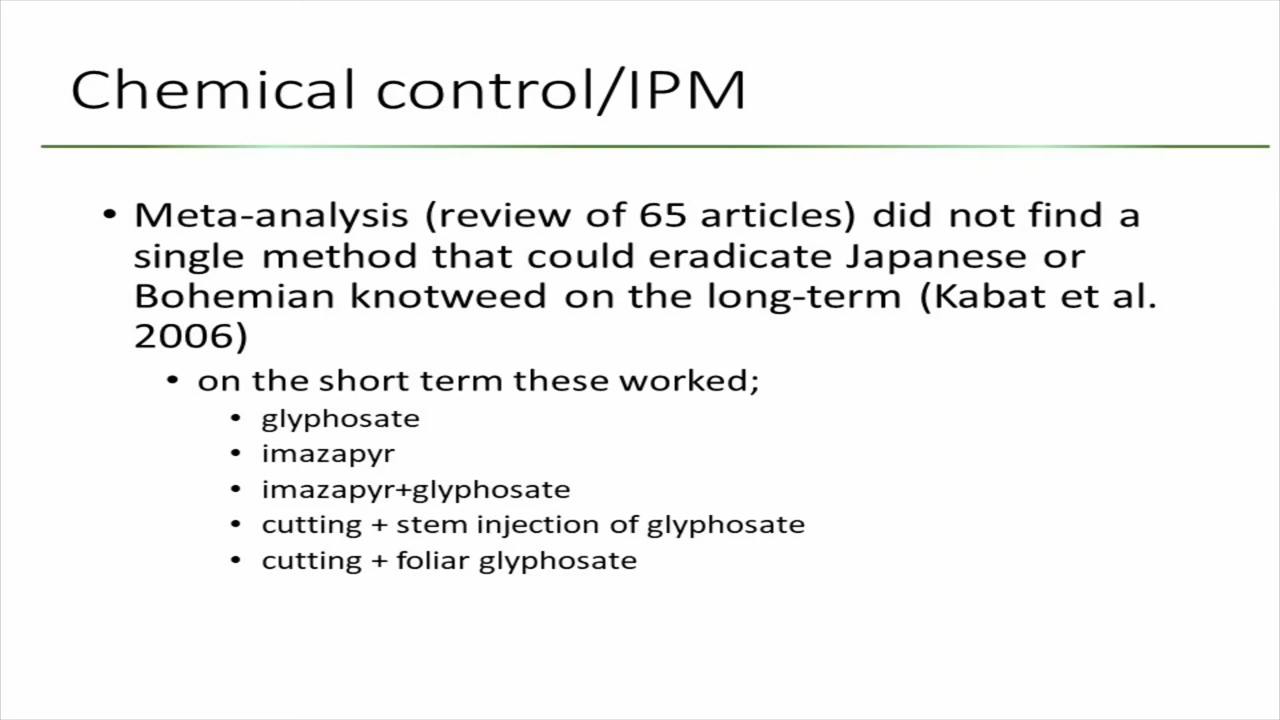 Chemical control/IPM
• Meta-analysis (review of 65 articles) did not find a
single method that could eradicate Japanese or
Bohemian knotweed on the long-term (Kabat et al.
2006)
• on the short term these worked;
• glyphosate
• imazapyr
• imazapyr+glyphosate
• cutting + stem injection of glyphosate
• cutting + foliar glyphosate